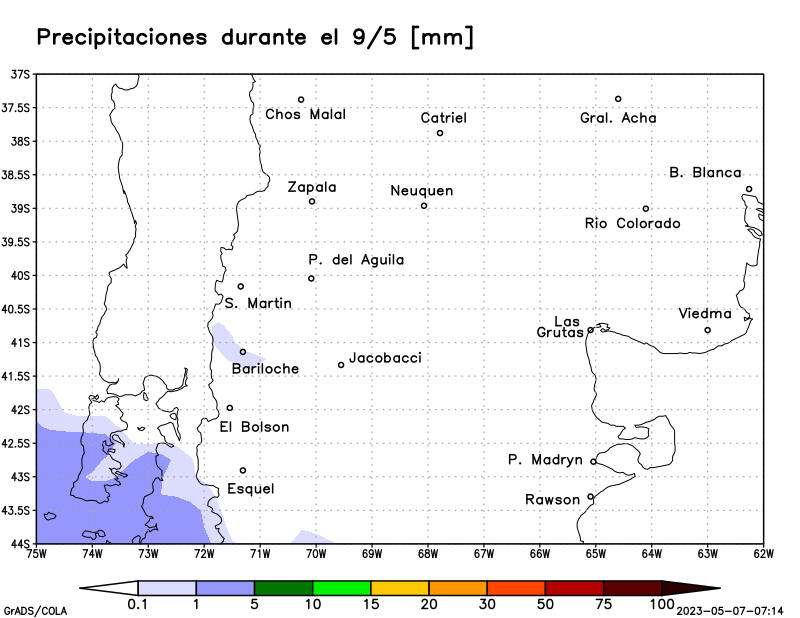 Precipitaciones durante el 9/5 [mm]
37S
37.5S
38S
38.5S
39S
39.5S
40S
40.5S
41S
41.5S
42S
42.5S
43S
43.5S
44S
Chos Malal
Catriel
Gral. Acha
B. Blanca
Zapala
Neuquen
Rio Colorado
P. del Aguila
S. Martin
Viedma
Las
Grutas
Jacobacci
Bariloche
El Bolson
P. Madryn
Esquel
Rawson
75W 74W 73W 72W 71W 70W 69W 68W 67W 66W 65W 64W 63W 62W
0.1 1 5 10 15 20 30 50 75 100
GrADS/COLA
2023-05-07-07:14